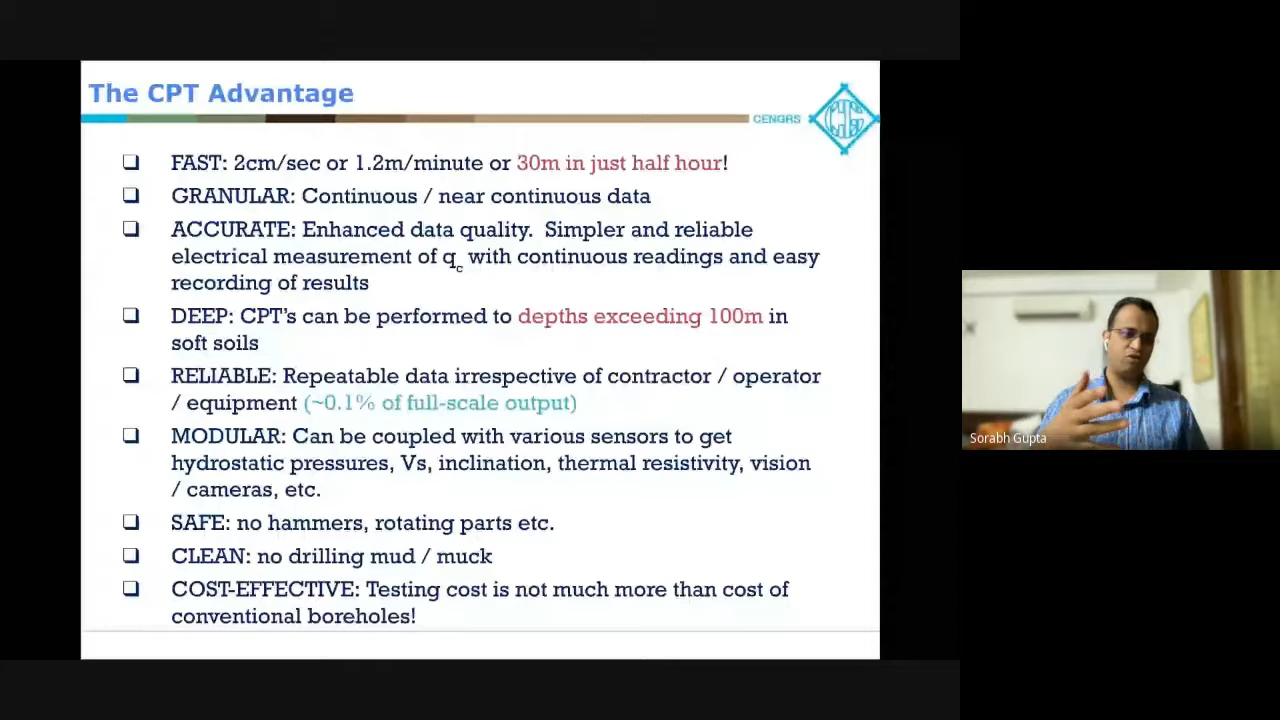 The CPT Advantage
CENGRS
❑ FAST: 2cm/sec or 1.2m/minute or 30m in just half hour!
❑ GRANULAR: Continuous / near continuous data
❑ ACCURATE: Enhanced data quality. Simpler and reliable
electrical measurement of qc with continuous readings and easy
recording of results
❑ DEEP: CPT's can be performed to depths exceeding 100m in
soft soils
❑ RELIABLE: Repeatable data irrespective of contractor / operator
/ equipment (~0.1% of full-scale output)
❑ MODULAR: Can be coupled with various sensors to get
hydrostatic pressures, Vs, inclination, thermal resistivity, vision
/ cameras, etc.
❑ SAFE: no hammers, rotating parts etc.
❑ CLEAN: no drilling mud / muck
❑ COST-EFFECTIVE: Testing cost is not much more than cost of
conventional boreholes!
Sorabh Gupta